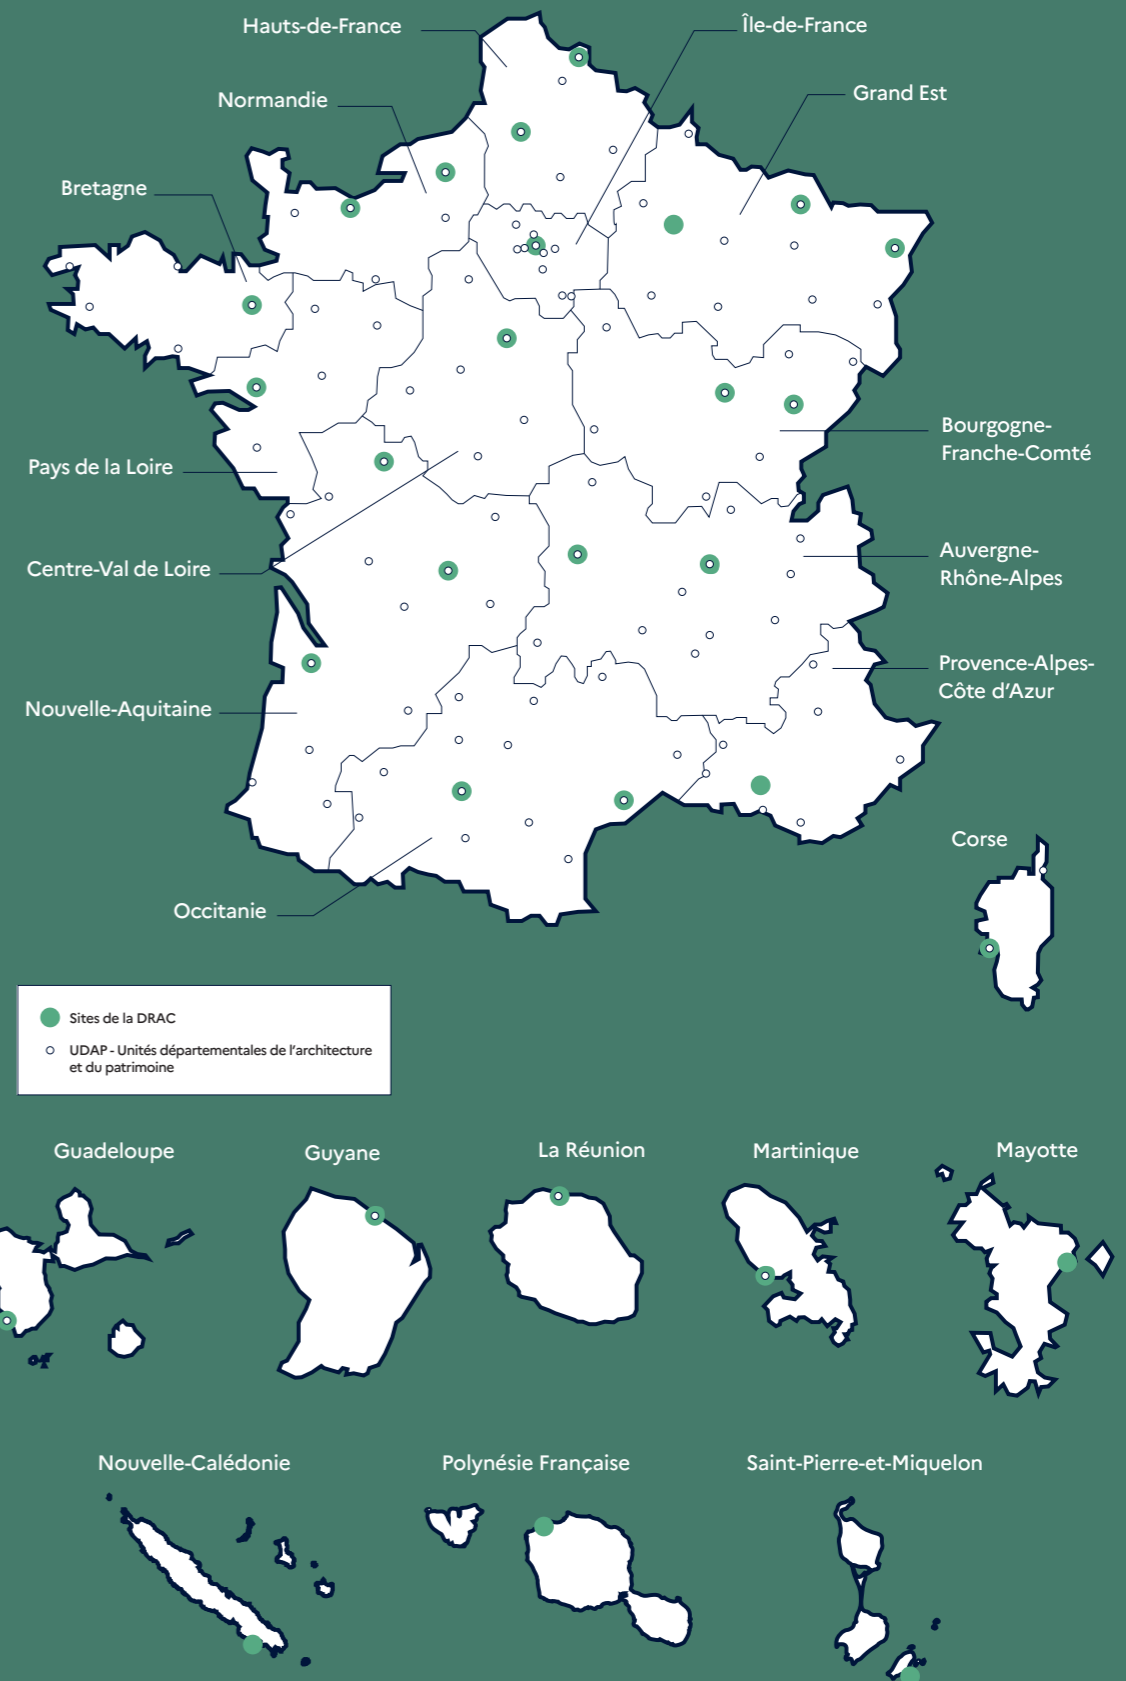 Hauts-de-France
Île-de-France
Normandie
Grand Est
Bretagne
Bourgogne-
Franche-Comté
Pays de la Loire
Centre-Val de Loire
Auvergne-
Rhône-Alpes
Provence-Alpes-
Côte d'Azur
Nouvelle-Aquitaine
Corse
Occitanie
Sites de la DRAC
UDAP - Unités départementales de l'architecture
et du patrimoine
Guadeloupe
Guyane
La Réunion
Martinique
Mayotte
Nouvelle-Calédonie
Polynésie Française
Saint-Pierre-et-Miquelon